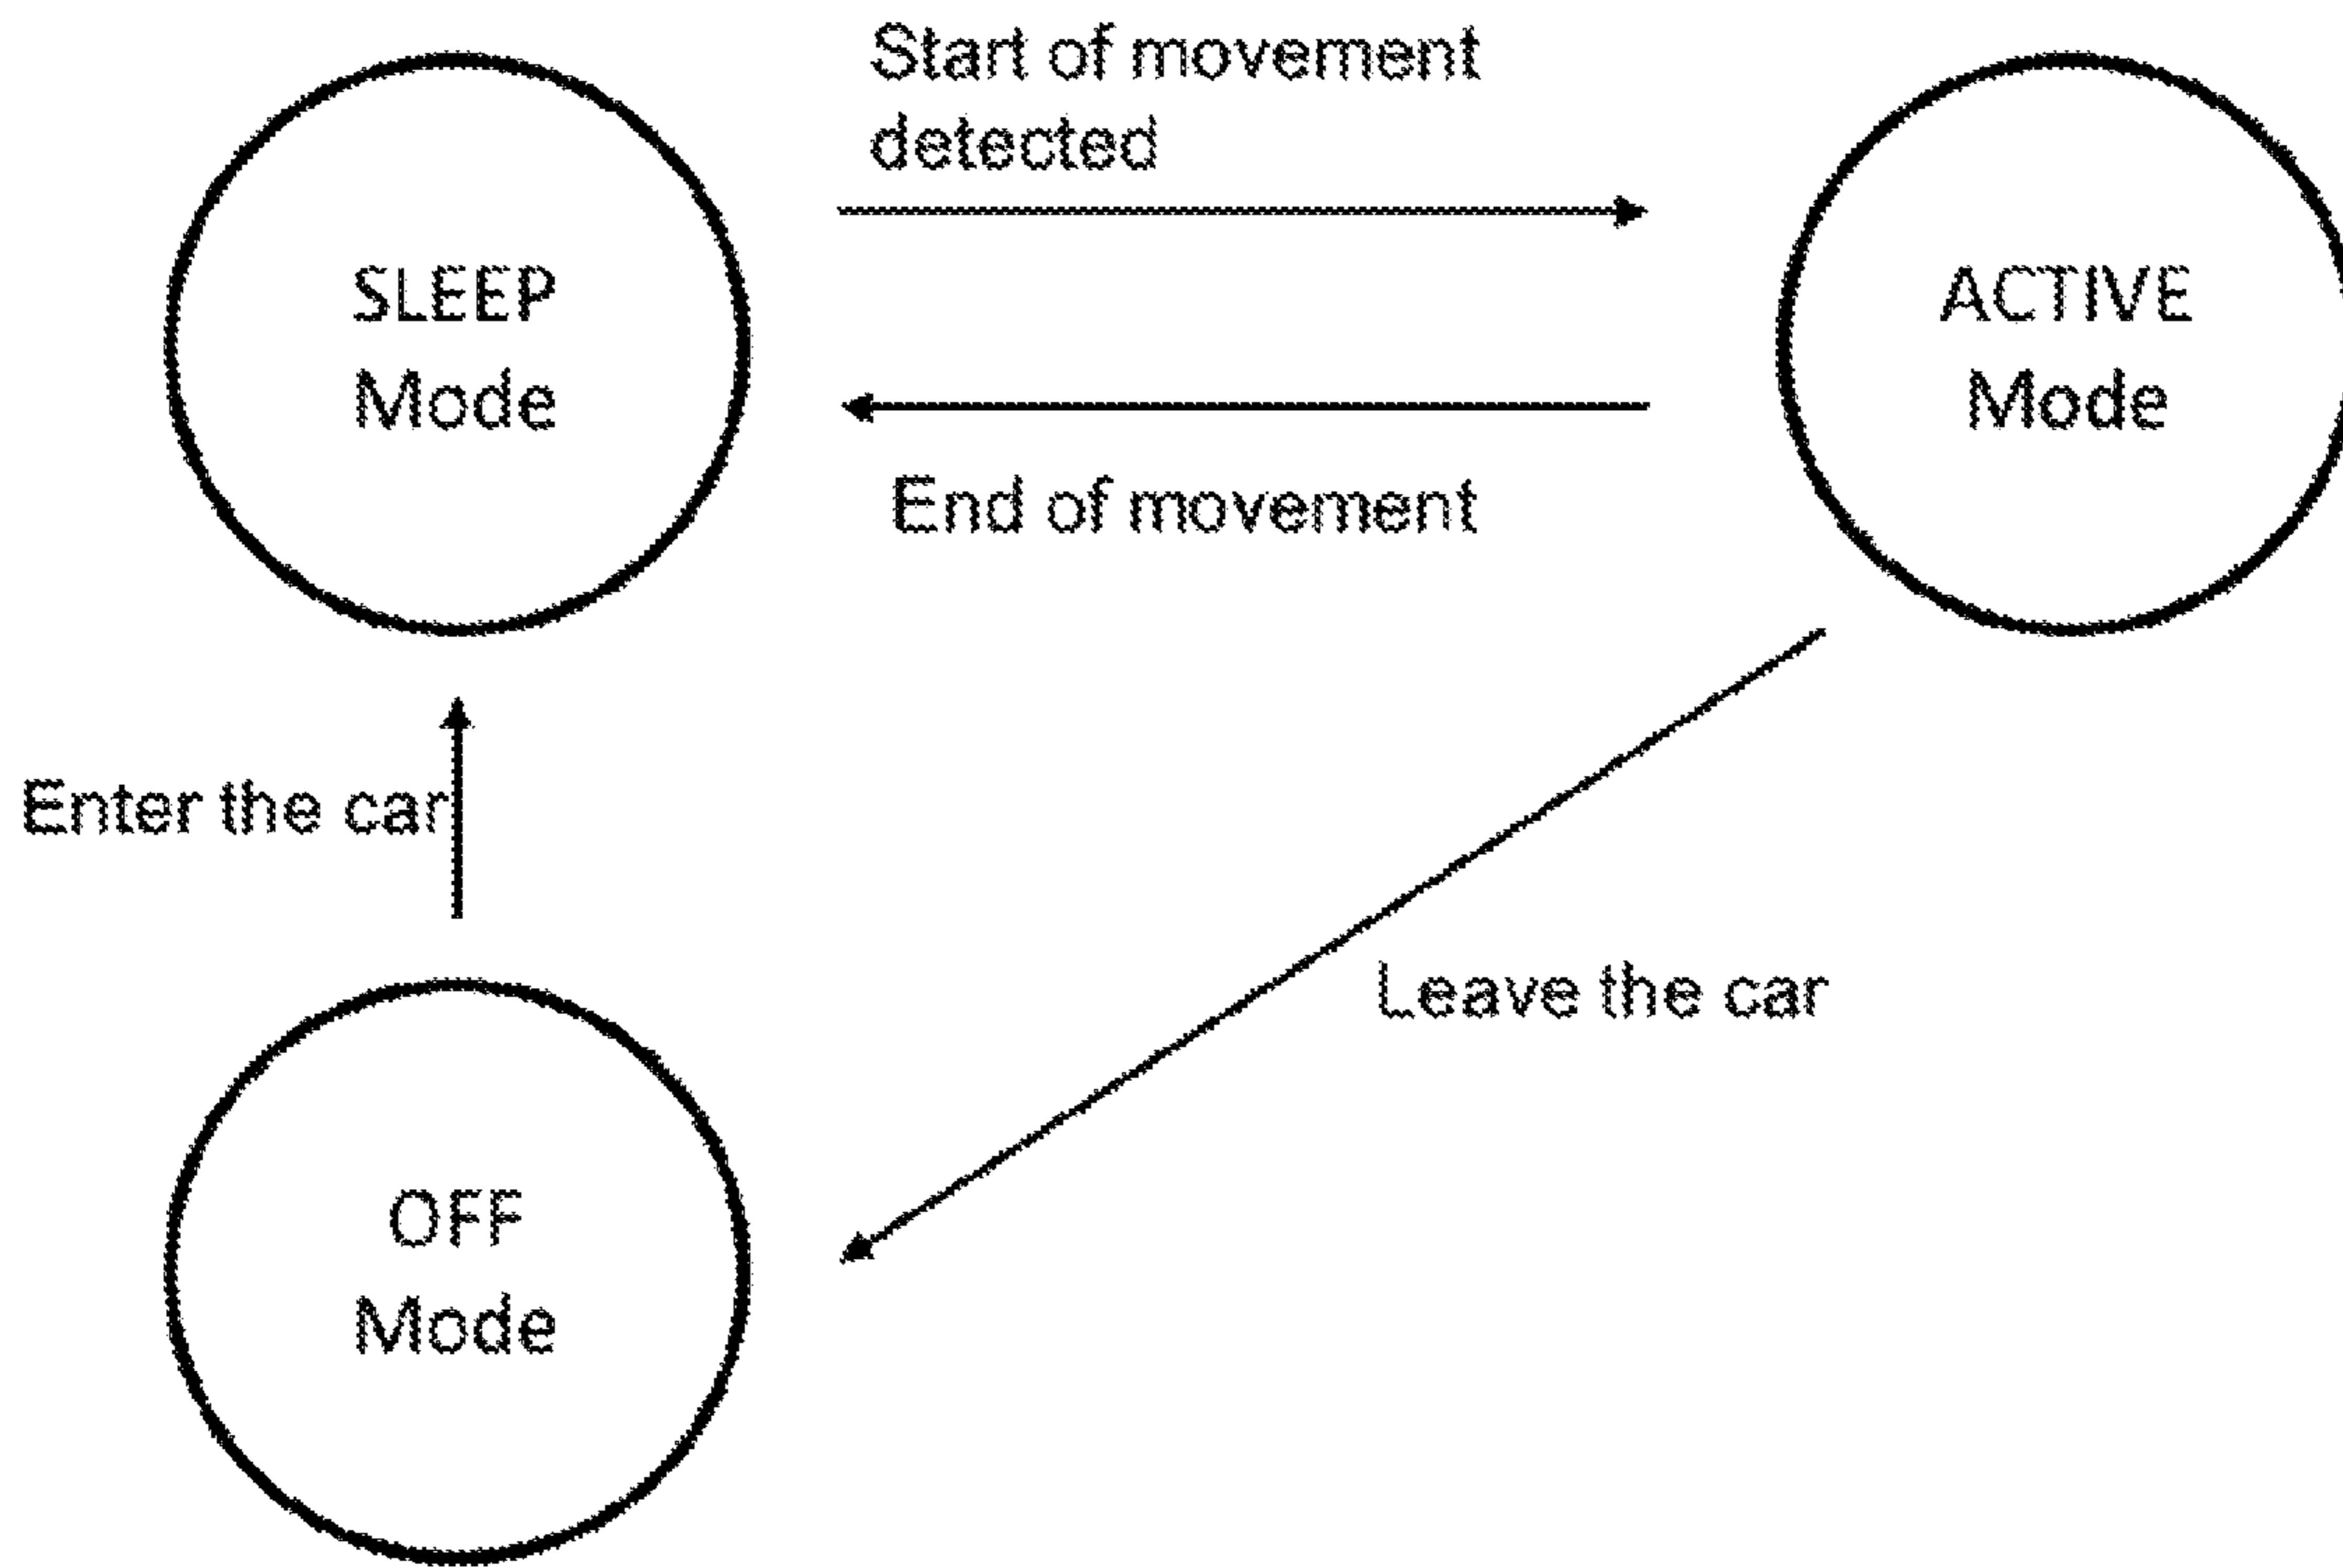 Start of movement
detected
SLEEP
Mode
ACTIVE
Mode
End of movement
Enter the car
Leave the car
OFF
Mode